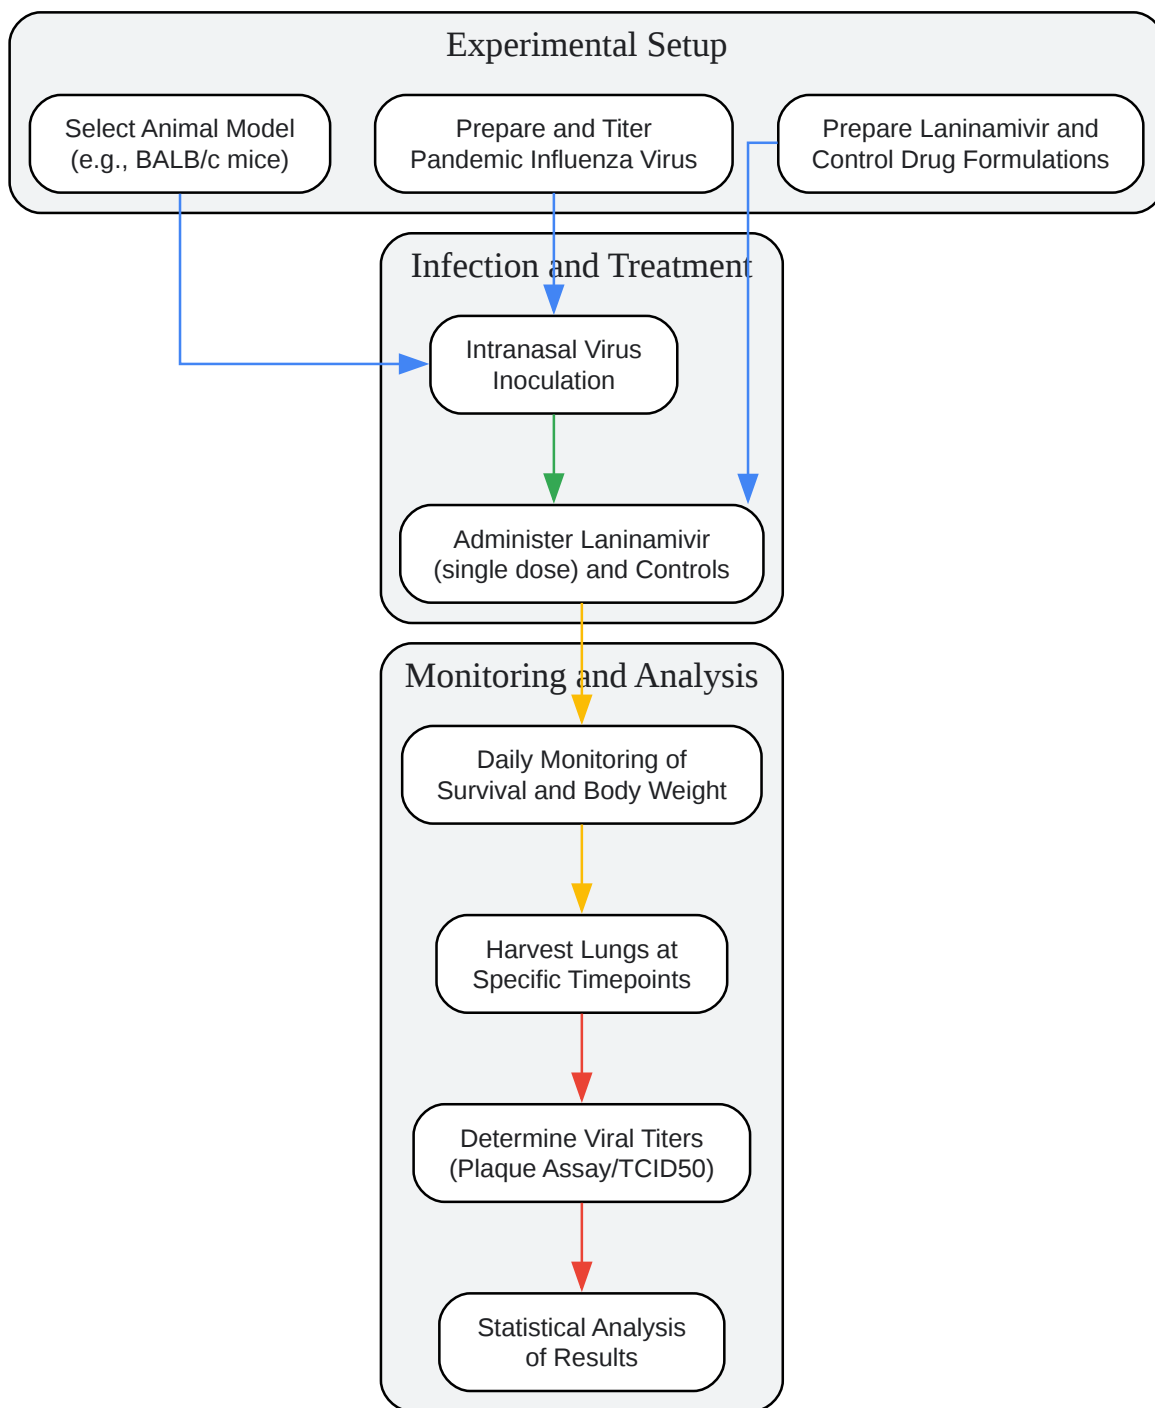 Experimental Setup
Select Animal Model
(e.g., BALB/c mice)
Prepare and Titer
Pandemic Influenza Virus
Prepare Laninamivir and
Control Drug Formulations
Infection and Treatment
Intranasal Virus
Inoculation
Administer Laninamivir
(single dose) and Controls
Monitoring and Analysis
Daily Monitoring of
Survival and Body Weight
Harvest Lungs at
Specific Timepoints
Determine Viral Titers
(Plaque Assay/TCID50)
Statistical Analysis
of Results